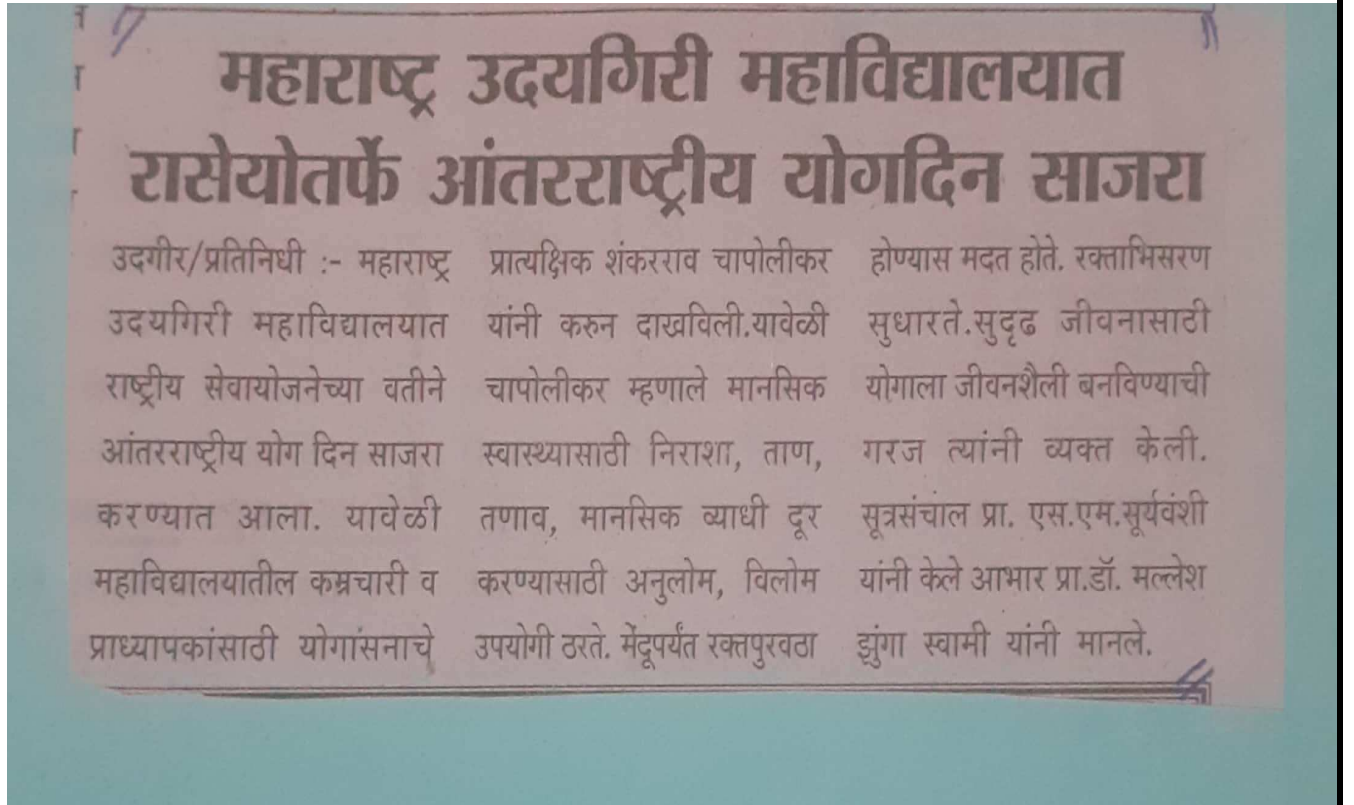 महाराष्ट्र उदयगिरी महाविद्यालयात
रासेयोतर्फे आंतरराष्ट्रीय योगदिन साजरा
उदगीर/प्रतिनिधी :- महाराष्ट्र
उदयगिरी महाविद्यालयात
राष्ट्रीय सेवायोजनेच्या वतीने
आंतरराष्ट्रीय योग दिन साजरा
करण्यात आला. यावेळी
महाविद्यालयातील कम्रचारी व
प्राध्यापकांसाठी योगांसनाचे
प्रात्यक्षिक शंकरराव चापोलीकर
यांनी करुन दाखविली.यावेळी
चापोलीकर म्हणाले मानसिक
स्वास्थ्यासाठी निराशा, ताण,
तणाव, मानसिक व्याधी दूर
करण्यासाठी अनुलोम, विलोम
उपयोगी ठरते. मेंदूपर्यंत रक्तपुरवठा
होण्यास मदत होते. रक्ताभिसरण
सुधारते.सुदृढ जीवनासाठी
योगाला जीवनशैली बनविण्याची
गरज त्यांनी व्यक्त केली.
सूत्रसंचाल प्रा. एस.एम.सूर्यवंशी
यांनी केले आभार प्रा.डॉ. मल्लेश
झुंगा स्वामी यांनी मानले.